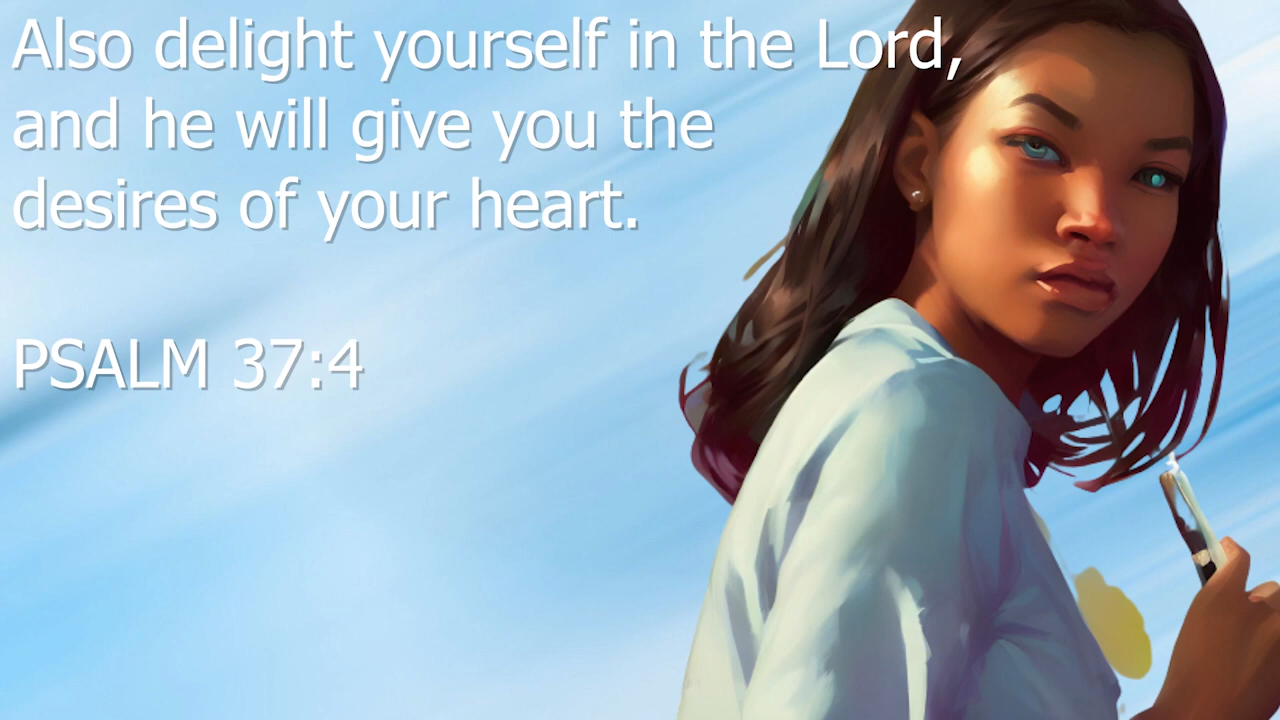 Also delight yourself in the Lord,
and he will give you the
desires of your heart.
PSALM 37:4